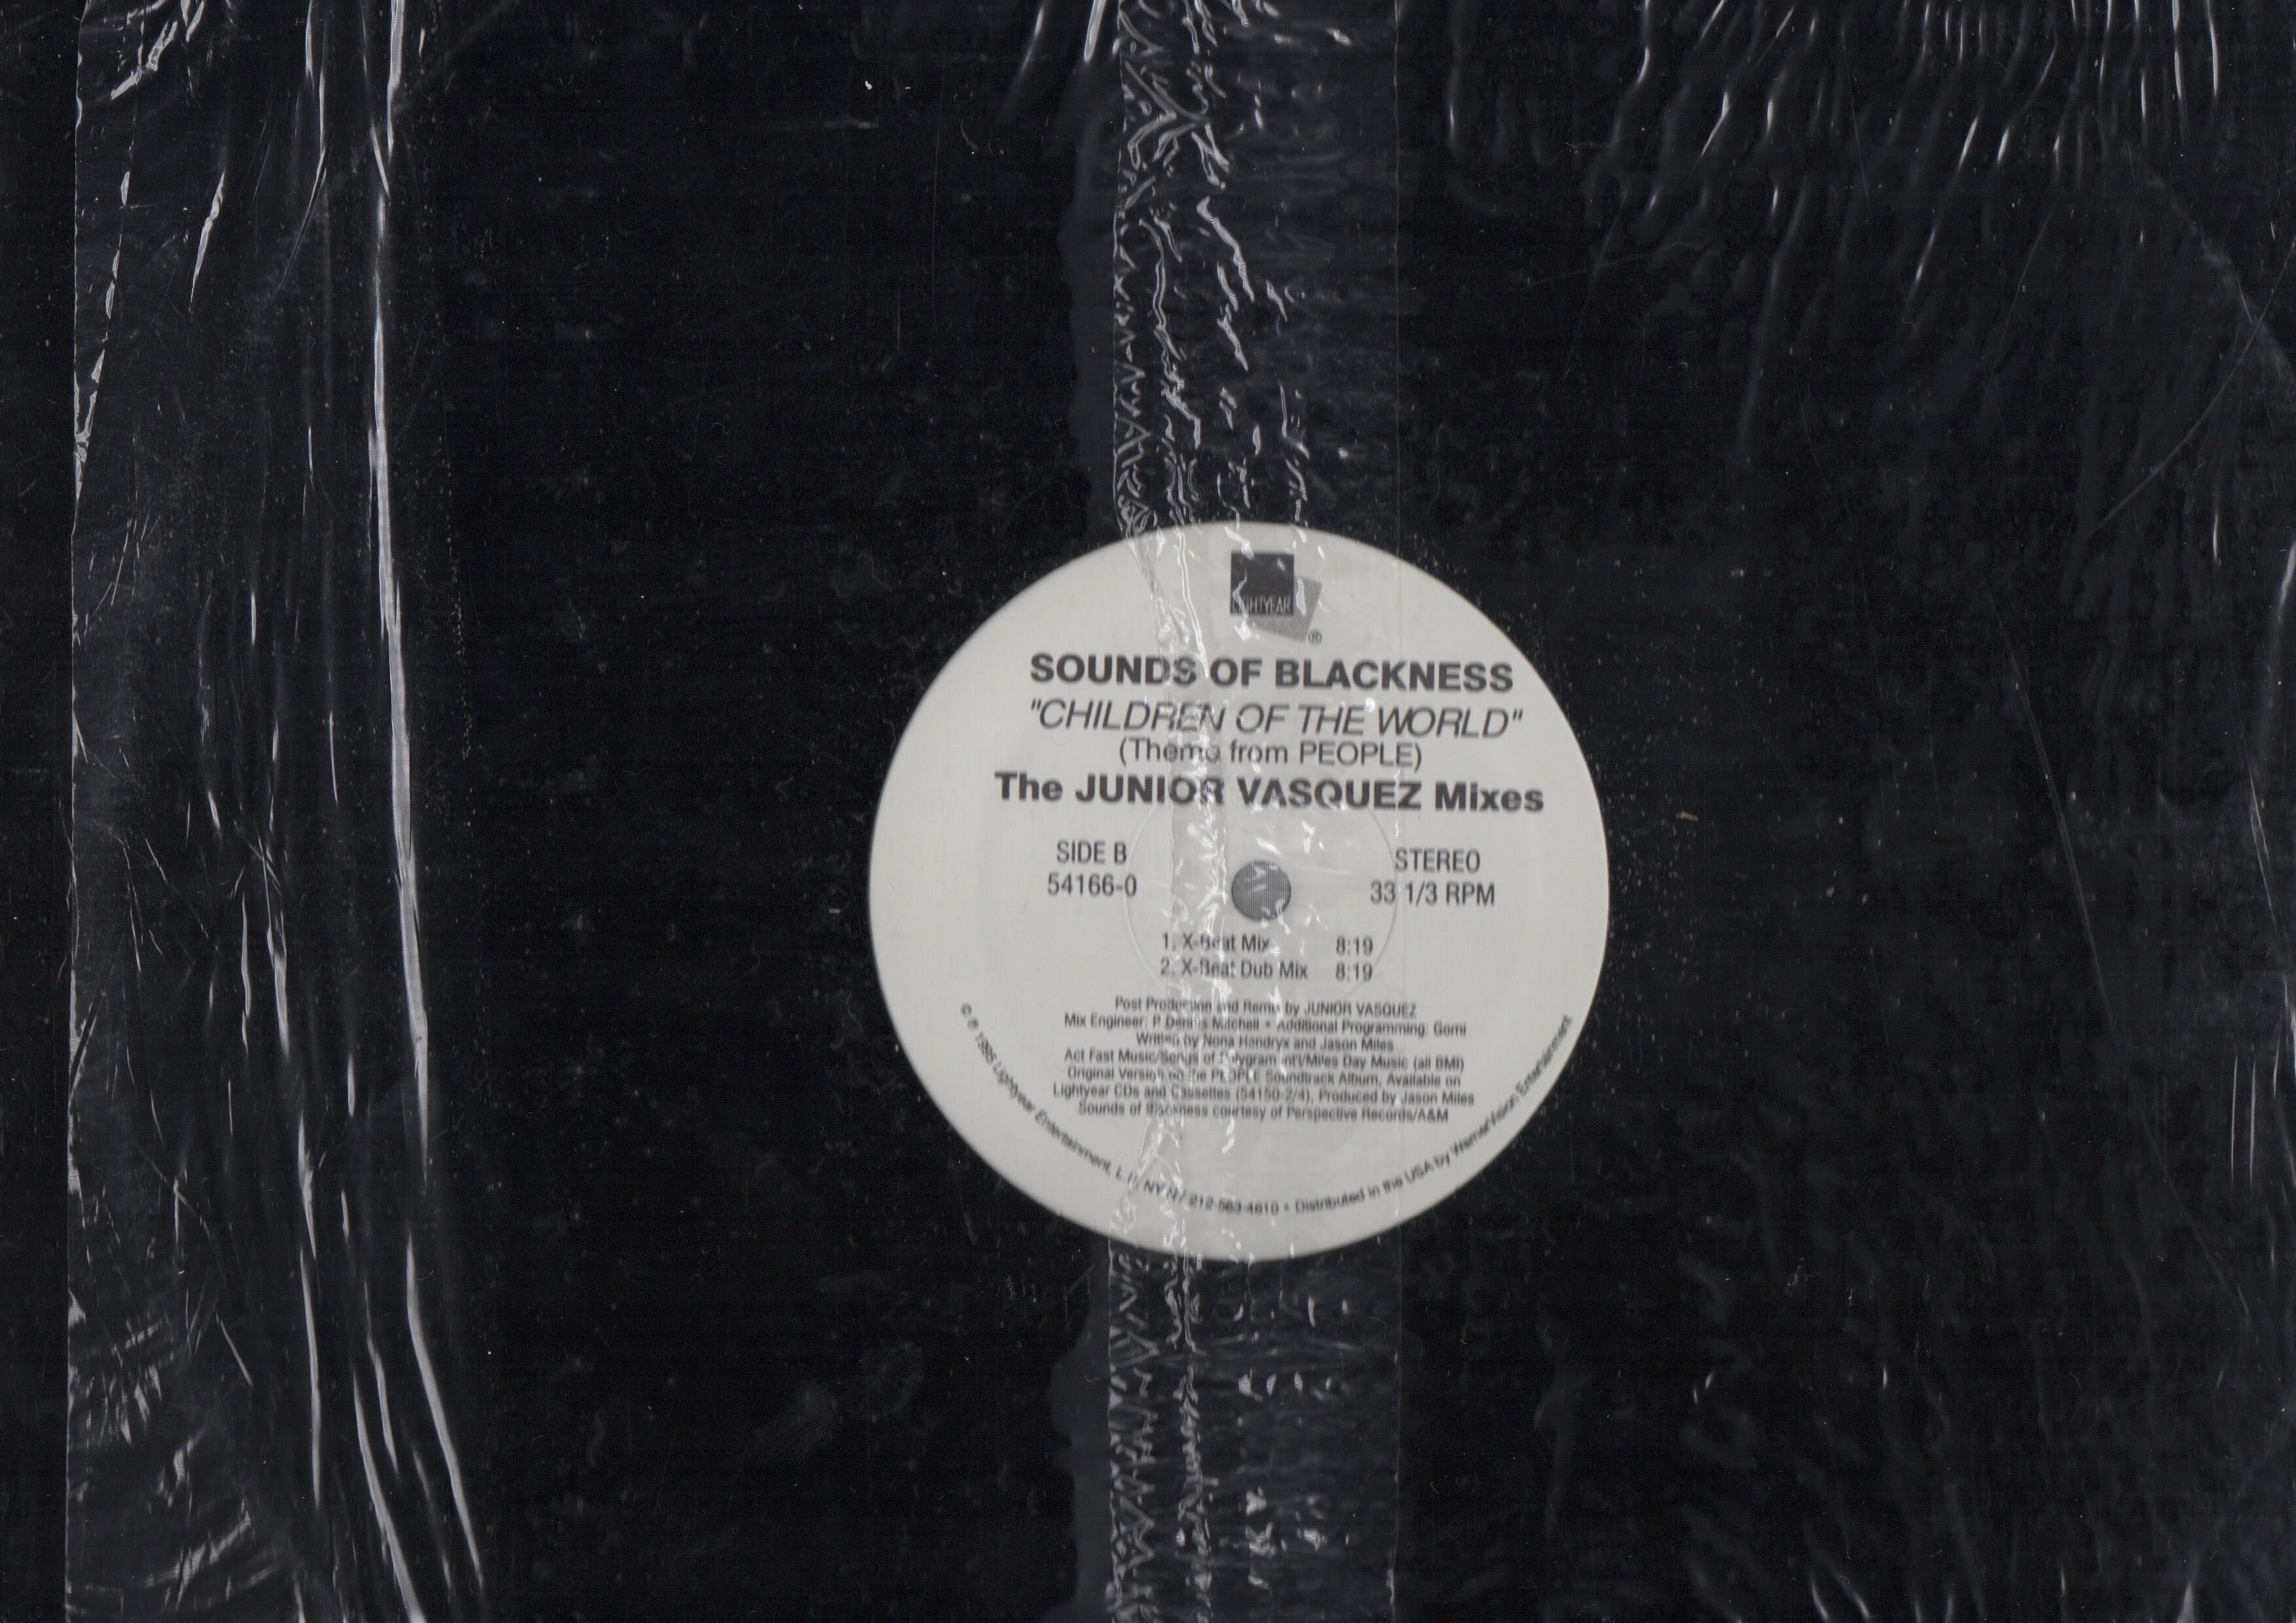 LIGHTYEAR
®
SOUNDS OF BLACKNESS
"CHILDREN OF THE WORLD"
(Theme from PEOPLE)
The JUNIOR VASQUEZ Mixes
SIDE B
54166-0
STEREO
33 1/3 RPM
1. X-Beat Mix 8:19
2. X-Beat Dub Mix 8:19
Post Production and Remix by JUNIOR VASQUEZ
Mix Engineer: P. Dennis Mitchell • Additional Programming: Gomi
Written by Nona Hendryx and Jason Miles
Act Fast Music/Songs of Polygram Int'l/Miles Day Music (all BMI)
Original Version on the PEOPLE Soundtrack Album, Available on
Lightyear CDs and Cassettes (54150-2/4), Produced by Jason Miles
Sounds of Blackness courtesy of Perspective Records/A&M
© ℗ 1995 Lightyear Entertainment, L.P., NY NY 212-563-4610 • Distributed in the USA by WarnerVision Entertainment